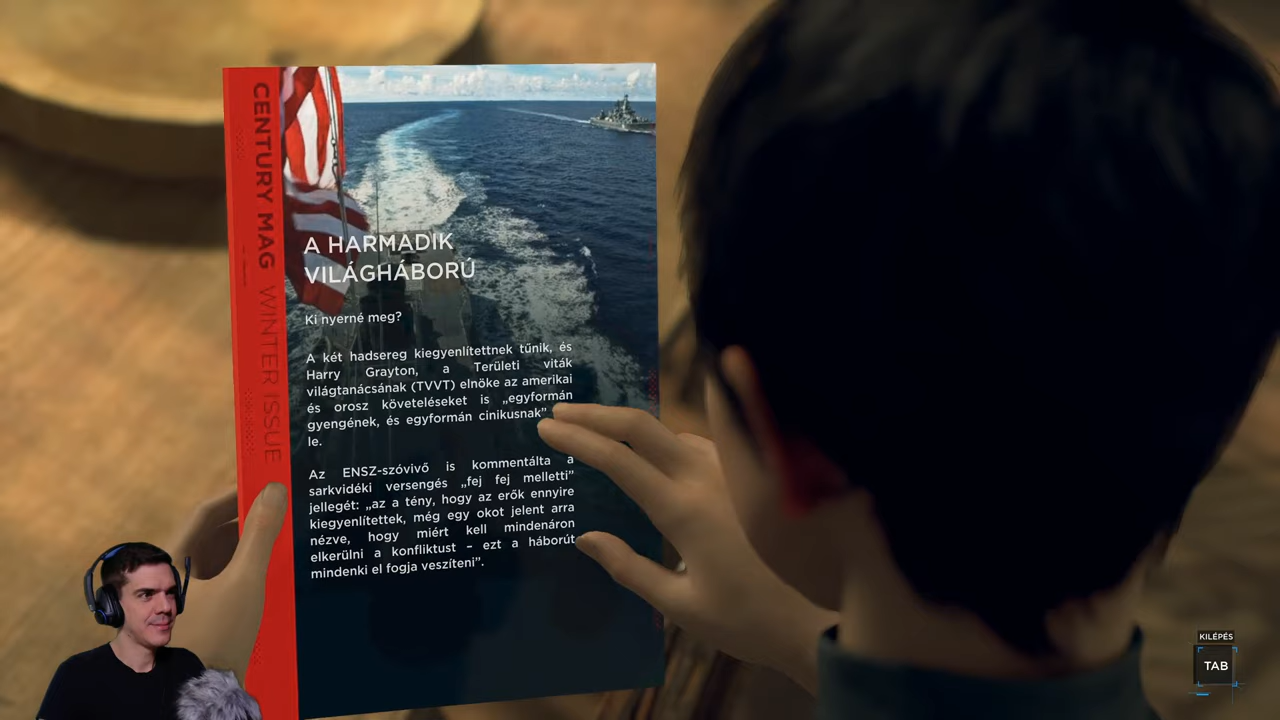 CENTURY MAG WINTER ISSUE
A HARMADIK
VILÁGHÁBORÚ
Ki nyerné meg?
A két hadsereg kiegyenlítettnek tűnik, és
Harry Grayton, a Területi viták
világtanácsának (TVVT) elnöke az amerikai
és orosz követeléseket is „egyformán
gyengének, és egyformán cinikusnak”
le.
Az ENSZ-szóvivő is kommentálta a
sarkvidéki versengés „fej fej melletti”
jellegét: „az a tény, hogy az erők ennyire
kiegyenlítettek, még egy okot jelent arra
nézve, hogy miért kell mindenáron
elkerülni a konfliktust – ezt a háborút
mindenki el fogja veszíteni”.
KILÉPÉS
TAB